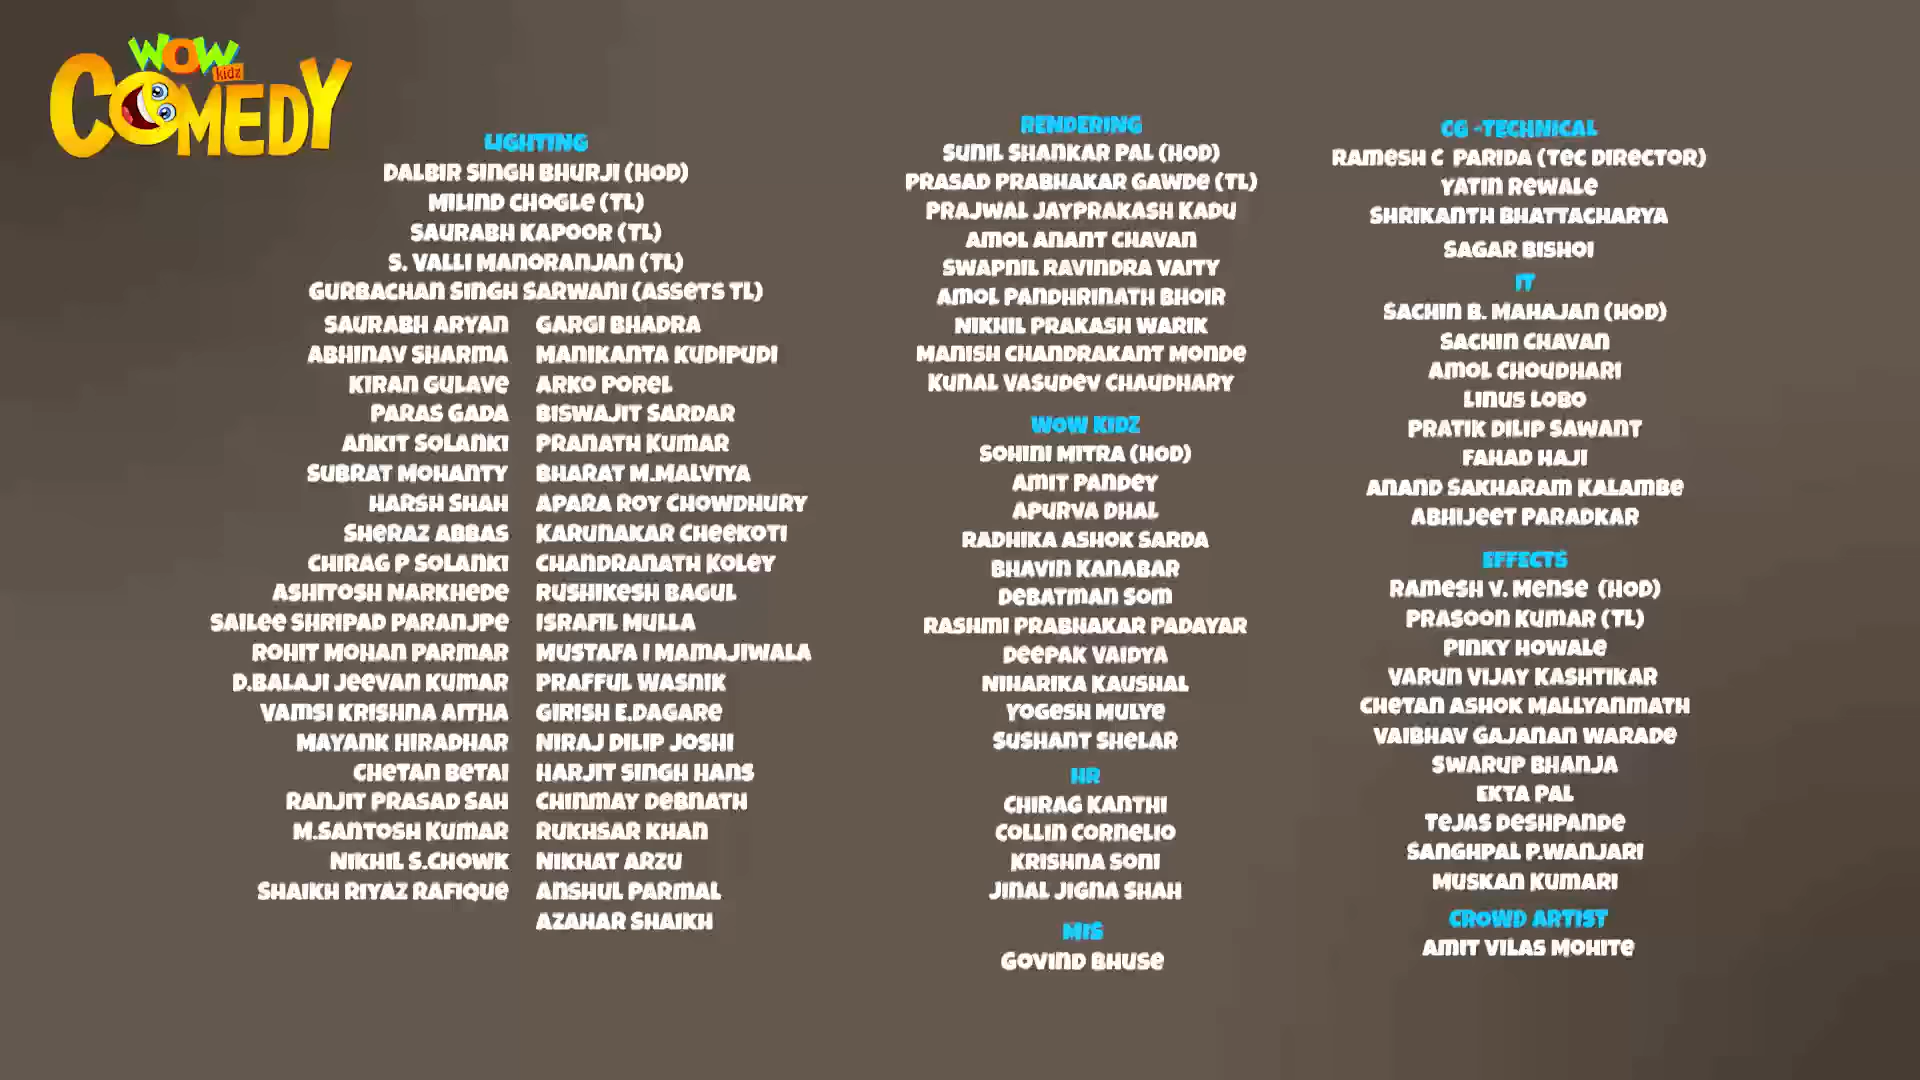 WOW
kidz
COMEDY
LIGHTING
DALBIR SINGH BHURJI (HOD)
MILIND CHOGLE (TL)
SAURABH KAPOOR (TL)
S. VALLI MANORANJAN (TL)
GURBACHAN SINGH SARWANI (ASSETS TL)
SAURABH ARYAN GARGI BHADRA
ABHINAV SHARMA MANIKANTA KUDIPUDI
KIRAN GULAVE ARKO POREL
PARAS GADA BISWAJIT SARDAR
ANKIT SOLANKI PRANATH KUMAR
SUBRAT MOHANTY BHARAT M.MALVIYA
HARSH SHAH APARA ROY CHOWDHURY
SHERAZ ABBAS KARUNAKAR CHEEKOTI
CHIRAG P SOLANKI CHANDRANATH KOLEY
ASHITOSH NARKHEDE RUSHIKESH BAGUL
SAILEE SHRIPAD PARANJPE ISRAFIL MULLA
ROHIT MOHAN PARMAR MUSTAFA I MAMAJIWALA
D.BALAJI JEEVAN KUMAR PRAFFUL WASNIK
VAMSI KRISHNA AITHA GIRISH E.DAGARE
MAYANK HIRADHAR NIRAJ DILIP JOSHI
CHETAN BETAI HARJIT SINGH HANS
RANJIT PRASAD SAH CHINMAY DEBNATH
M.SANTOSH KUMAR RUKHSAR KHAN
NIKHIL S.CHOWK NIKHAT ARZU
SHAIKH RIYAZ RAFIQUE ANSHUL PARMAL
AZAHAR SHAIKH
RENDERING
SUNIL SHANKAR PAL (HOD)
PRASAD PRABHAKAR GAWDE (TL)
PRAJWAL JAYPRAKASH KADU
AMOL ANANT CHAVAN
SWAPNIL RAVINDRA VAITY
AMOL PANDHRINATH BHOIR
NIKHIL PRAKASH WARIK
MANISH CHANDRAKANT MONDE
KUNAL VASUDEV CHAUDHARY
WOW KIDZ
SOHINI MITRA (HOD)
AMIT PANDEY
APURVA DHAL
RADHIKA ASHOK SARDA
BHAVIN KANABAR
DEBATMAN SOM
RASHMI PRABHAKAR PADAYAR
DEEPAK VAIDYA
NIHARIKA KAUSHAL
YOGESH MULYE
SUSHANT SHELAR
HR
CHIRAG KANTHI
COLLIN CORNELIO
KRISHNA SONI
JINAL JIGNA SHAH
MIS
GOVIND BHUSE
CG -TECHNICAL
RAMESH C PARIDA (TEC DIRECTOR)
YATIN REWALE
SHRIKANTH BHATTACHARYA
SAGAR BISHOI
IT
SACHIN B. MAHAJAN (HOD)
SACHIN CHAVAN
AMOL CHOUDHARI
LINUS LOBO
PRATIK DILIP SAWANT
FAHAD HAJI
ANAND SAKHARAM KALAMBE
ABHIJEET PARADKAR
EFFECTS
RAMESH V. MENSE (HOD)
PRASOON KUMAR (TL)
PINKY HOWALE
VARUN VIJAY KASHTIKAR
CHETAN ASHOK MALLYANMATH
VAIBHAV GAJANAN WARADE
SWARUP BHANJA
EKTA PAL
TEJAS DESHPANDE
SANGHPAL P.WANJARI
MUSKAN KUMARI
CROWD ARTIST
AMIT VILAS MOHITE